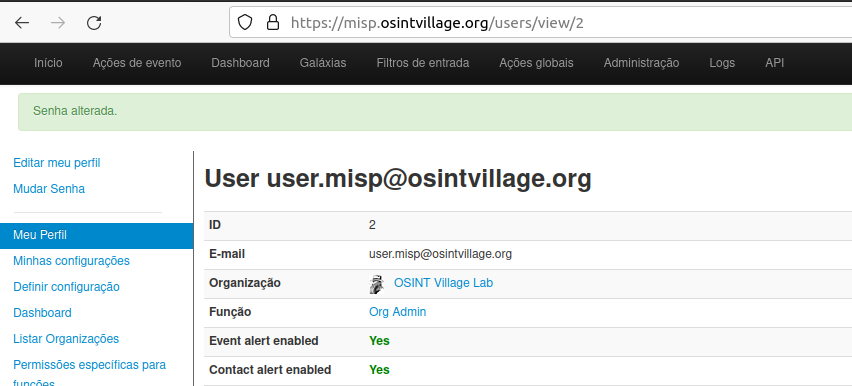 https://misp.osintvillage.org/users/view/2
Início Ações de evento Dashboard Galáxias Filtros de entrada Ações globais Administração Logs API
Senha alterada.
Editar meu perfil
Mudar Senha
Meu Perfil
Minhas configurações
Definir configuração
Dashboard
Listar Organizações
Permissões específicas para
funções
User user.misp@osintvillage.org
ID 2
E-mail user.misp@osintvillage.org
Organização OSINT Village Lab
Função Org Admin
Event alert enabled Yes
Contact alert enabled Yes